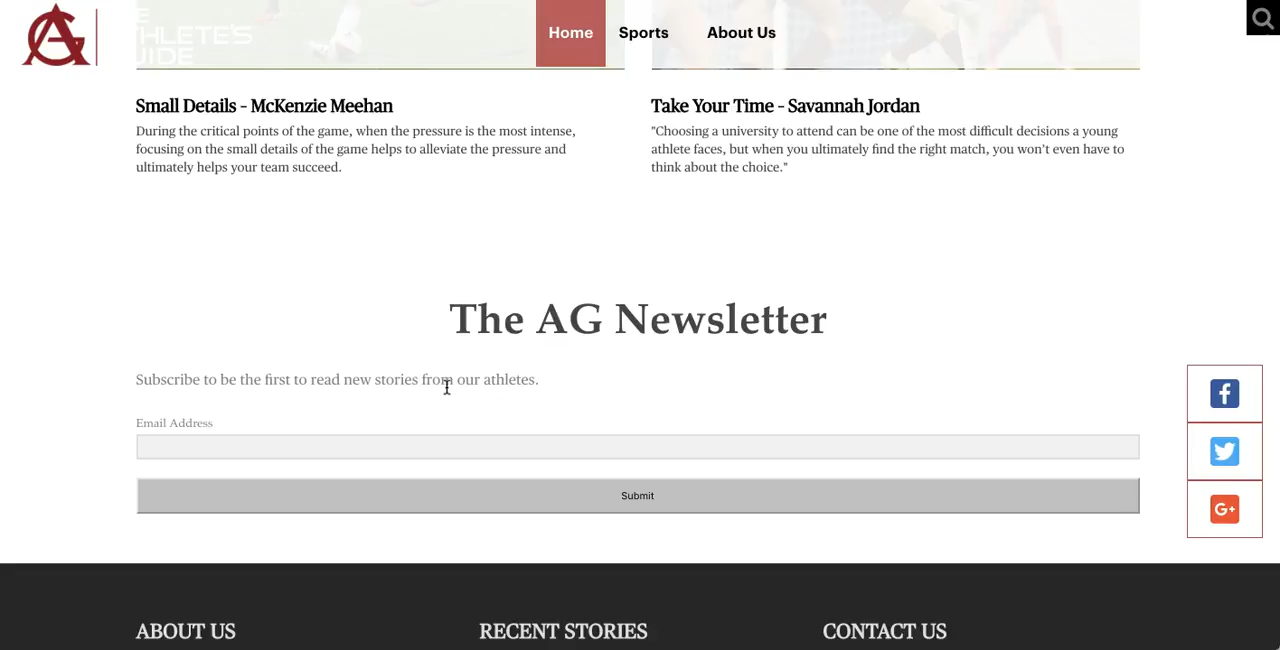 Home Sports About Us
ATHLETE'S
Small Details - McKenzie Meehan
During the critical points of the game, when the pressure is the most intense,
focusing on the small details of the game helps to alleviate the pressure and
ultimately helps your team succeed.
Take Your Time - Savannah Jordan
"Choosing a university to attend can be one of the most difficult decisions a young
athlete faces, but when you ultimately find the right match, you won't even have to
think about the choice."
The AG Newsletter
Subscribe to be the first to read new stories from our athletes.
Email Address
Submit
ABOUT US
RECENT STORIES
CONTACT US